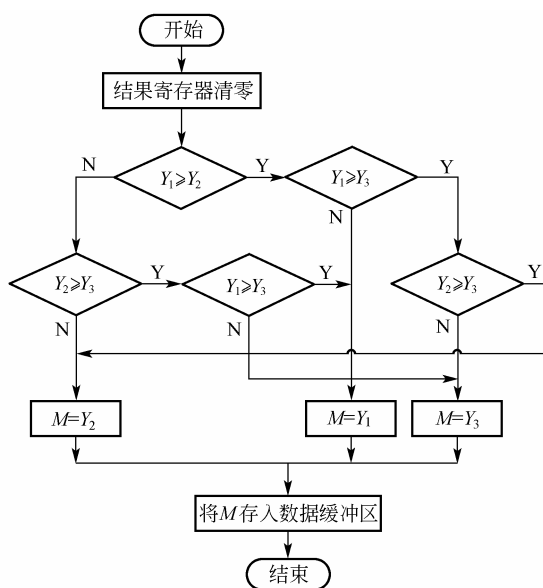 开始
结果寄存器清零
N
Y₁⩾Y₂
Y
Y₁⩾Y₃
Y
N
Y₂⩾Y₃
Y
Y₁⩾Y₃
Y
Y₂⩾Y₃
Y
N
N
N
M=Y₂
M=Y₁
M=Y₃
将M存入数据缓冲区
结束